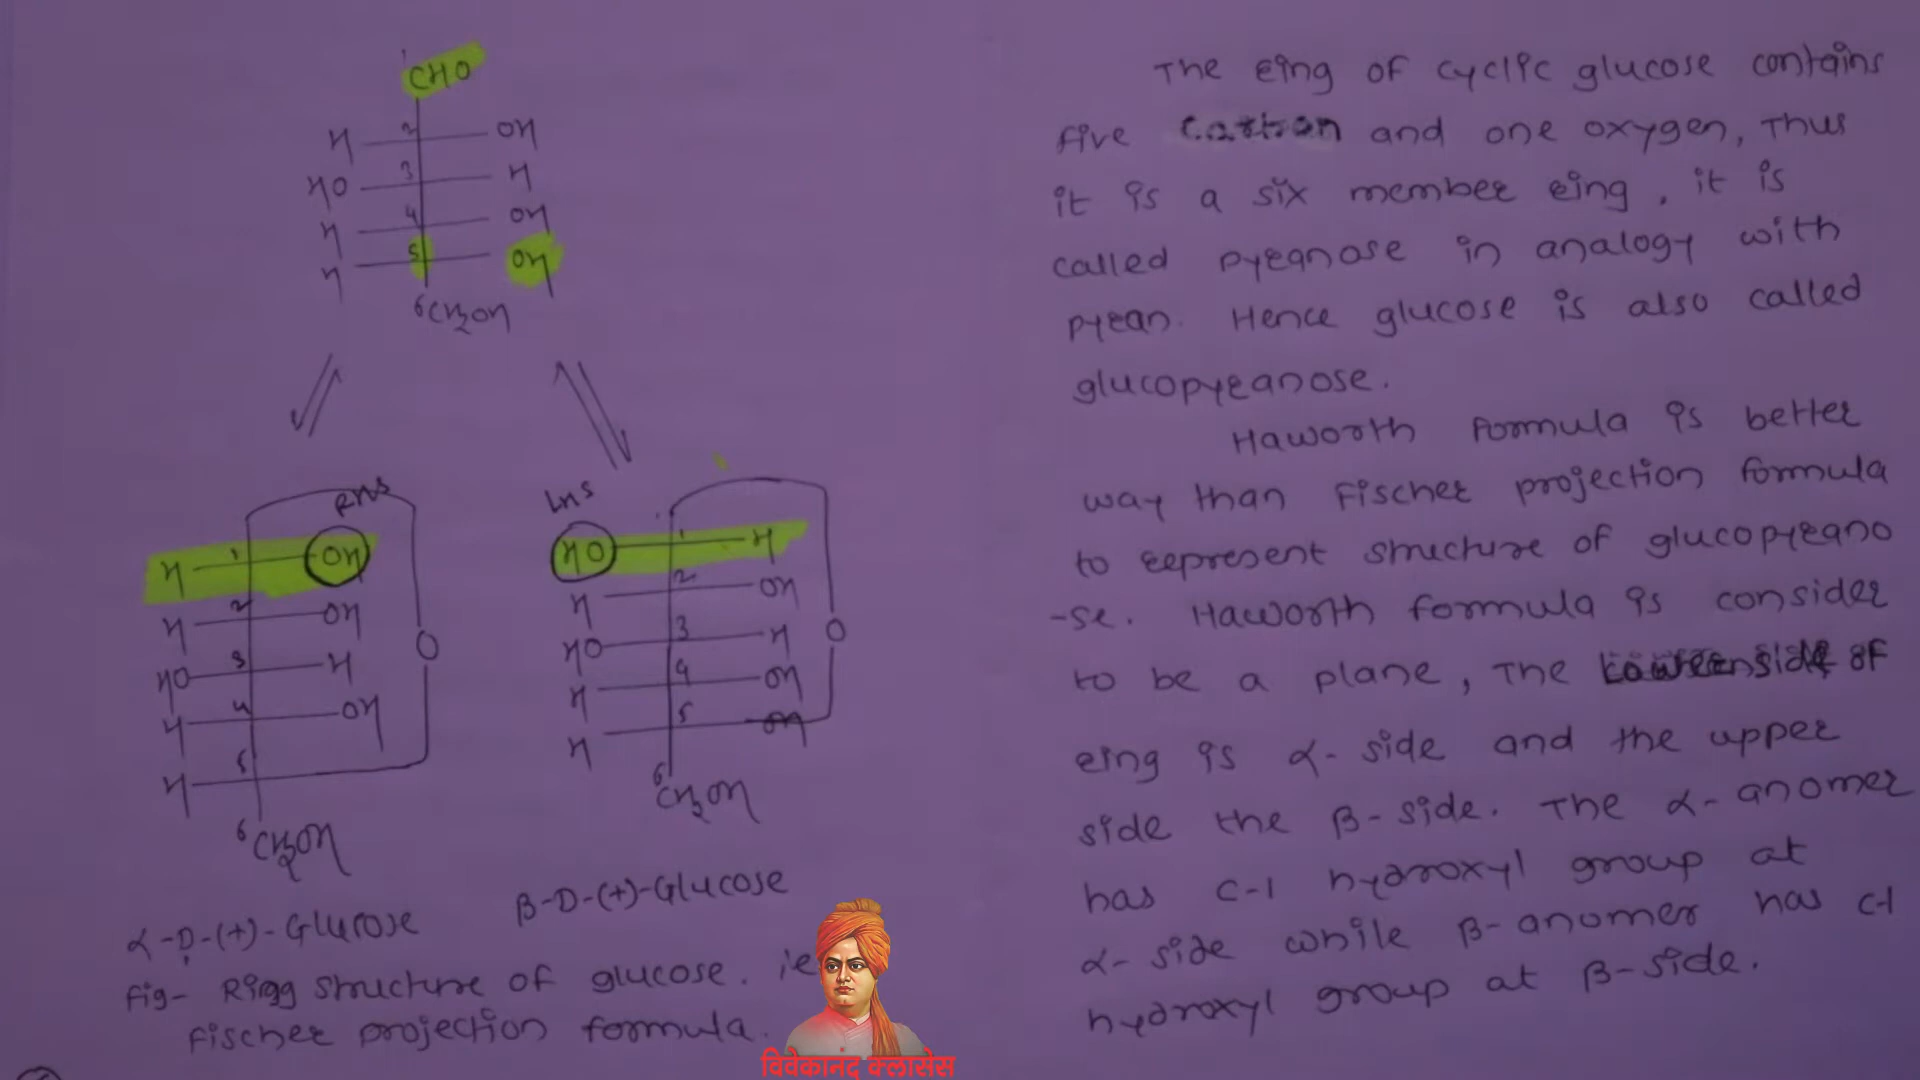 1
CHO
H 2 OH
HO 3 H
H 4 OH
H 5 OH
6CH2OH
RHS
H 1 OH
H 2 OH
HO 3 H
H 4 OH
H 5
O
6CH2OH
α-D-(+)-Glucose
LHS
HO 1 H
H 2 OH
HO 3 H
H 4 OH
H 5 OH
O
6CH2OH
β-D-(+)-Glucose
Fig- Ring structure of glucose. ie
Fischer projection formula.
The ring of cyclic glucose contains
five carbon and one oxygen, Thus
it is a six member ring, it is
called pyranose in analogy with
pyran. Hence glucose is also called
glucopyranose.
Haworth formula is better
way than Fischer projection formula
to represent structure of glucopyrano
-se. Haworth formula is consider
to be a plane, The Lower side of
ring is α- side and the upper
side the β-side. The α-anomer
has C-1 hydroxyl group at
α- side while β-anomer has C-1
hydroxyl group at β-side.
विवेकानंद क्लासेस